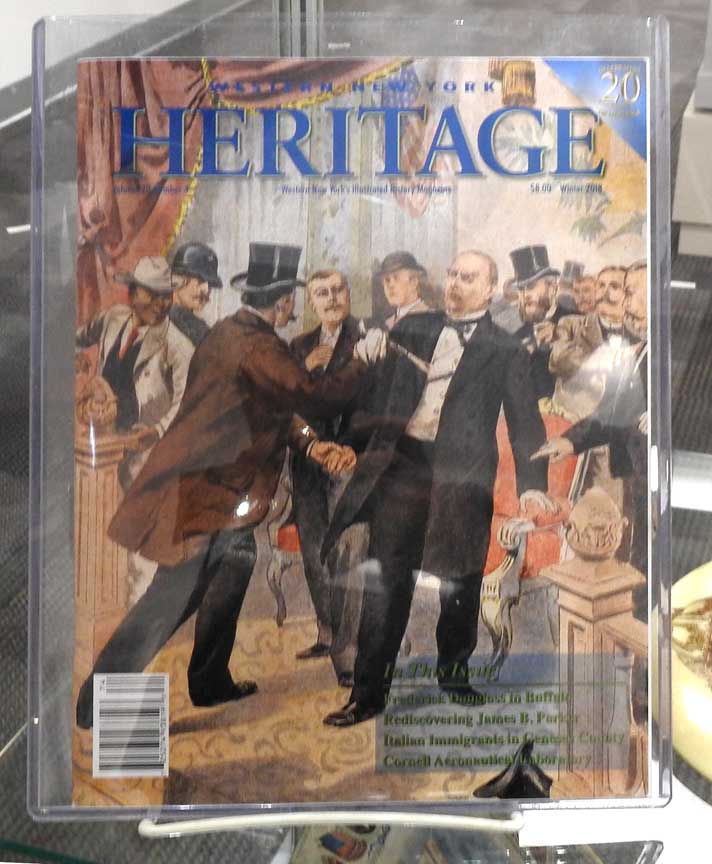 20
WESTERN NEW YORK
HERITAGE
Western New York's Illustrated History Magazine $8.00 Winter 2018
In This Issue
Frederick Douglass in Buffalo
Rediscovering James B. Parker
Italian Immigrants in Genesee County
Cornell Aeronautical Laboratory